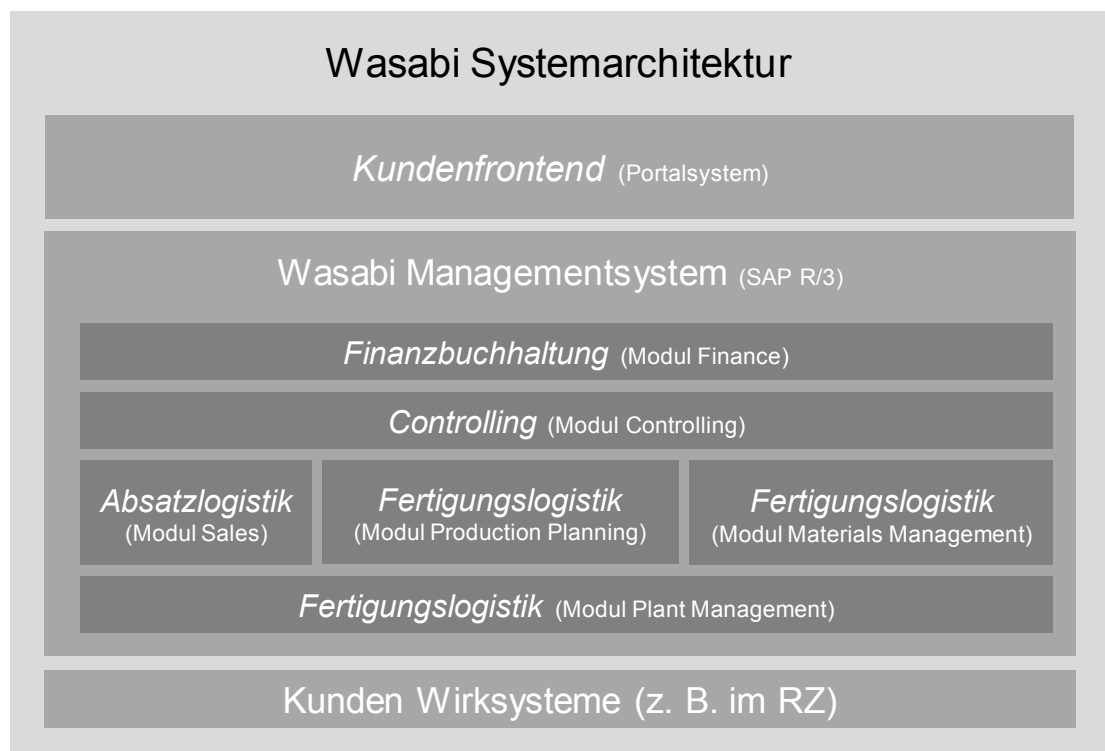 Wasabi Systemarchitektur
Kundenfrontend (Portalsystem)
Wasabi Managementsystem (SAP R/3)
Finanzbuchhaltung (Modul Finance)
Controlling (Modul Controlling)
Absatzlogistik
(Modul Sales)
Fertigungslogistik
(Modul Production Planning)
Fertigungslogistik
(Modul Materials Management)
Fertigungslogistik (Modul Plant Management)
Kunden Wirksysteme (z. B. im RZ)